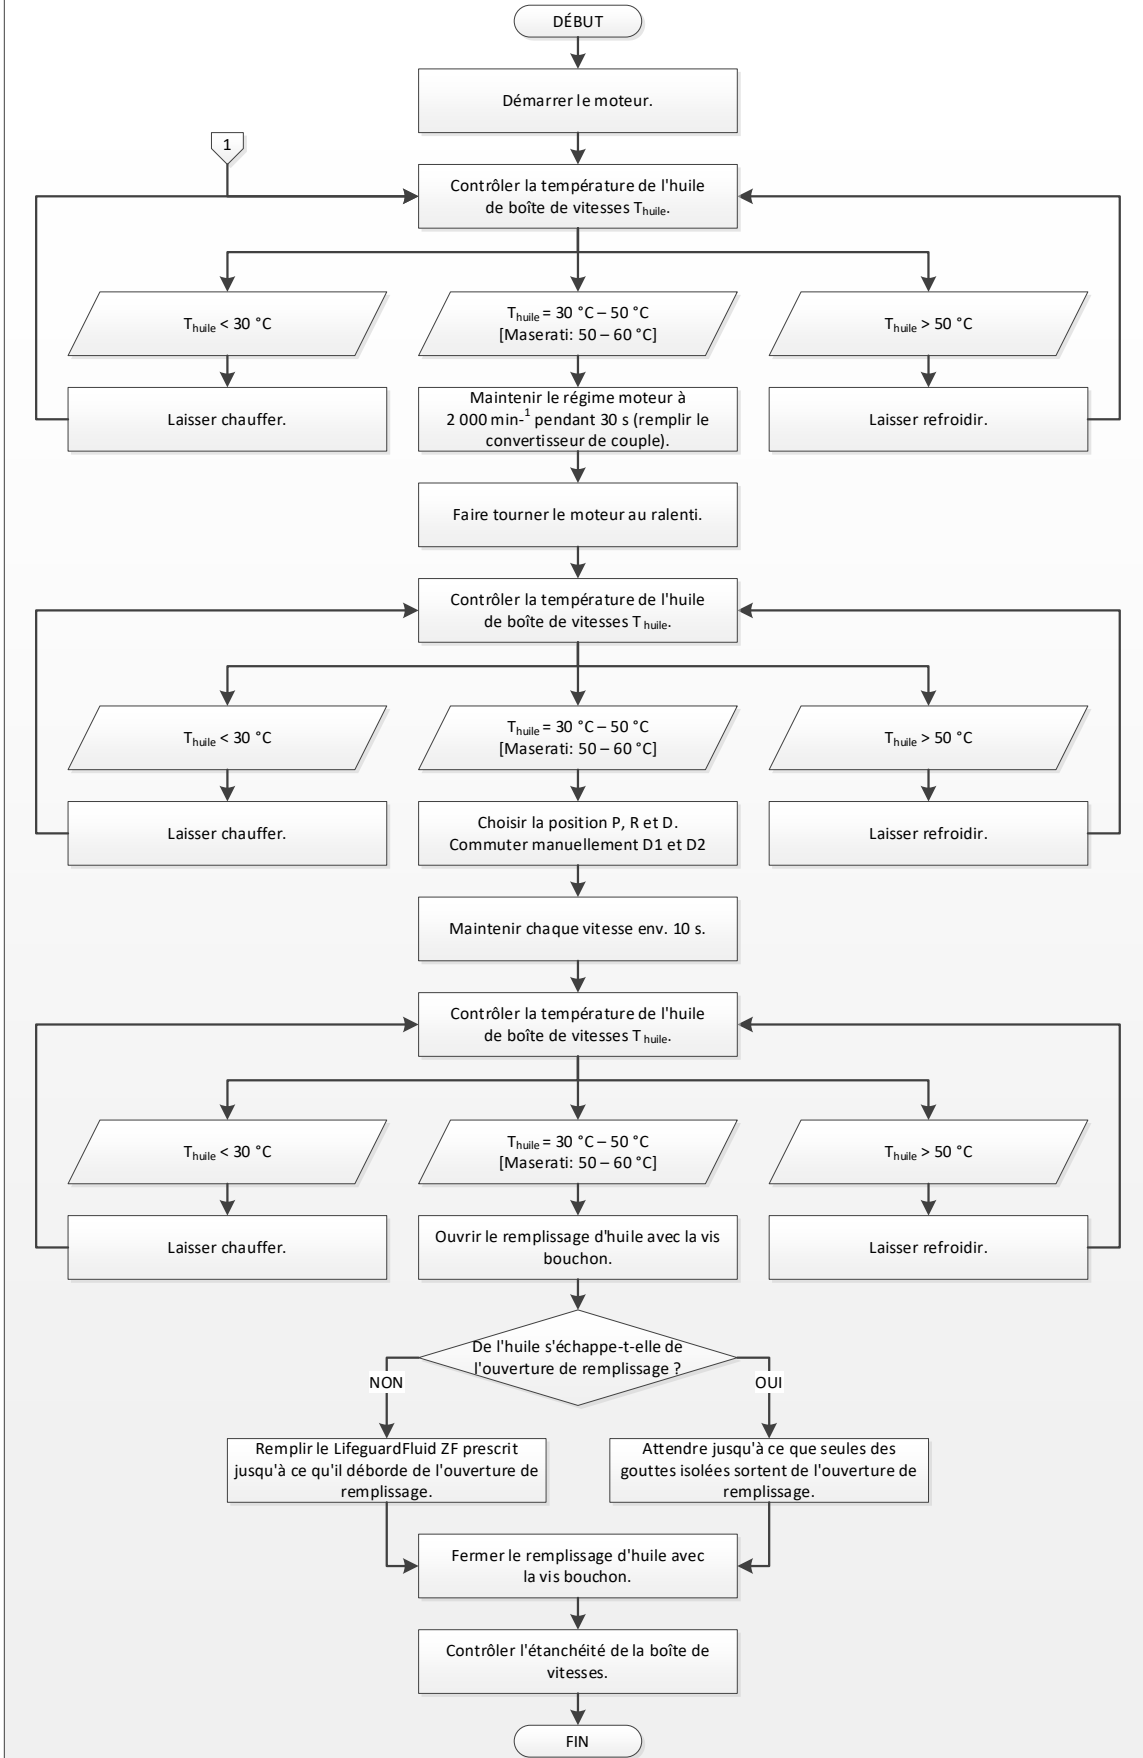 DÉBUT
Démarrer le moteur.
1
Contrôler la température de l'huile
de boîte de vitesses Thuile.
Thuile < 30 °C
Thuile = 30 °C – 50 °C
[Maserati: 50 – 60 °C]
Thuile > 50 °C
Laisser chauffer.
Maintenir le régime moteur à
2 000 min-¹ pendant 30 s (remplir le
convertisseur de couple).
Laisser refroidir.
Faire tourner le moteur au ralenti.
Contrôler la température de l'huile
de boîte de vitesses T huile.
Thuile < 30 °C
Thuile = 30 °C – 50 °C
[Maserati: 50 – 60 °C]
Thuile > 50 °C
Laisser chauffer.
Choisir la position P, R et D.
Commuter manuellement D1 et D2
Laisser refroidir.
Maintenir chaque vitesse env. 10 s.
Contrôler la température de l'huile
de boîte de vitesses T huile.
Thuile < 30 °C
Thuile = 30 °C – 50 °C
[Maserati: 50 – 60 °C]
Thuile > 50 °C
Laisser chauffer.
Ouvrir le remplissage d'huile avec la vis
bouchon.
Laisser refroidir.
De l'huile s'échappe-t-elle de
l'ouverture de remplissage ?
NON
OUI
Remplir le LifeguardFluid ZF prescrit
jusqu'à ce qu'il déborde de l'ouverture de
remplissage.
Attendre jusqu'à ce que seules des
gouttes isolées sortent de l'ouverture de
remplissage.
Fermer le remplissage d'huile avec
la vis bouchon.
Contrôler l'étanchéité de la boîte de
vitesses.
FIN